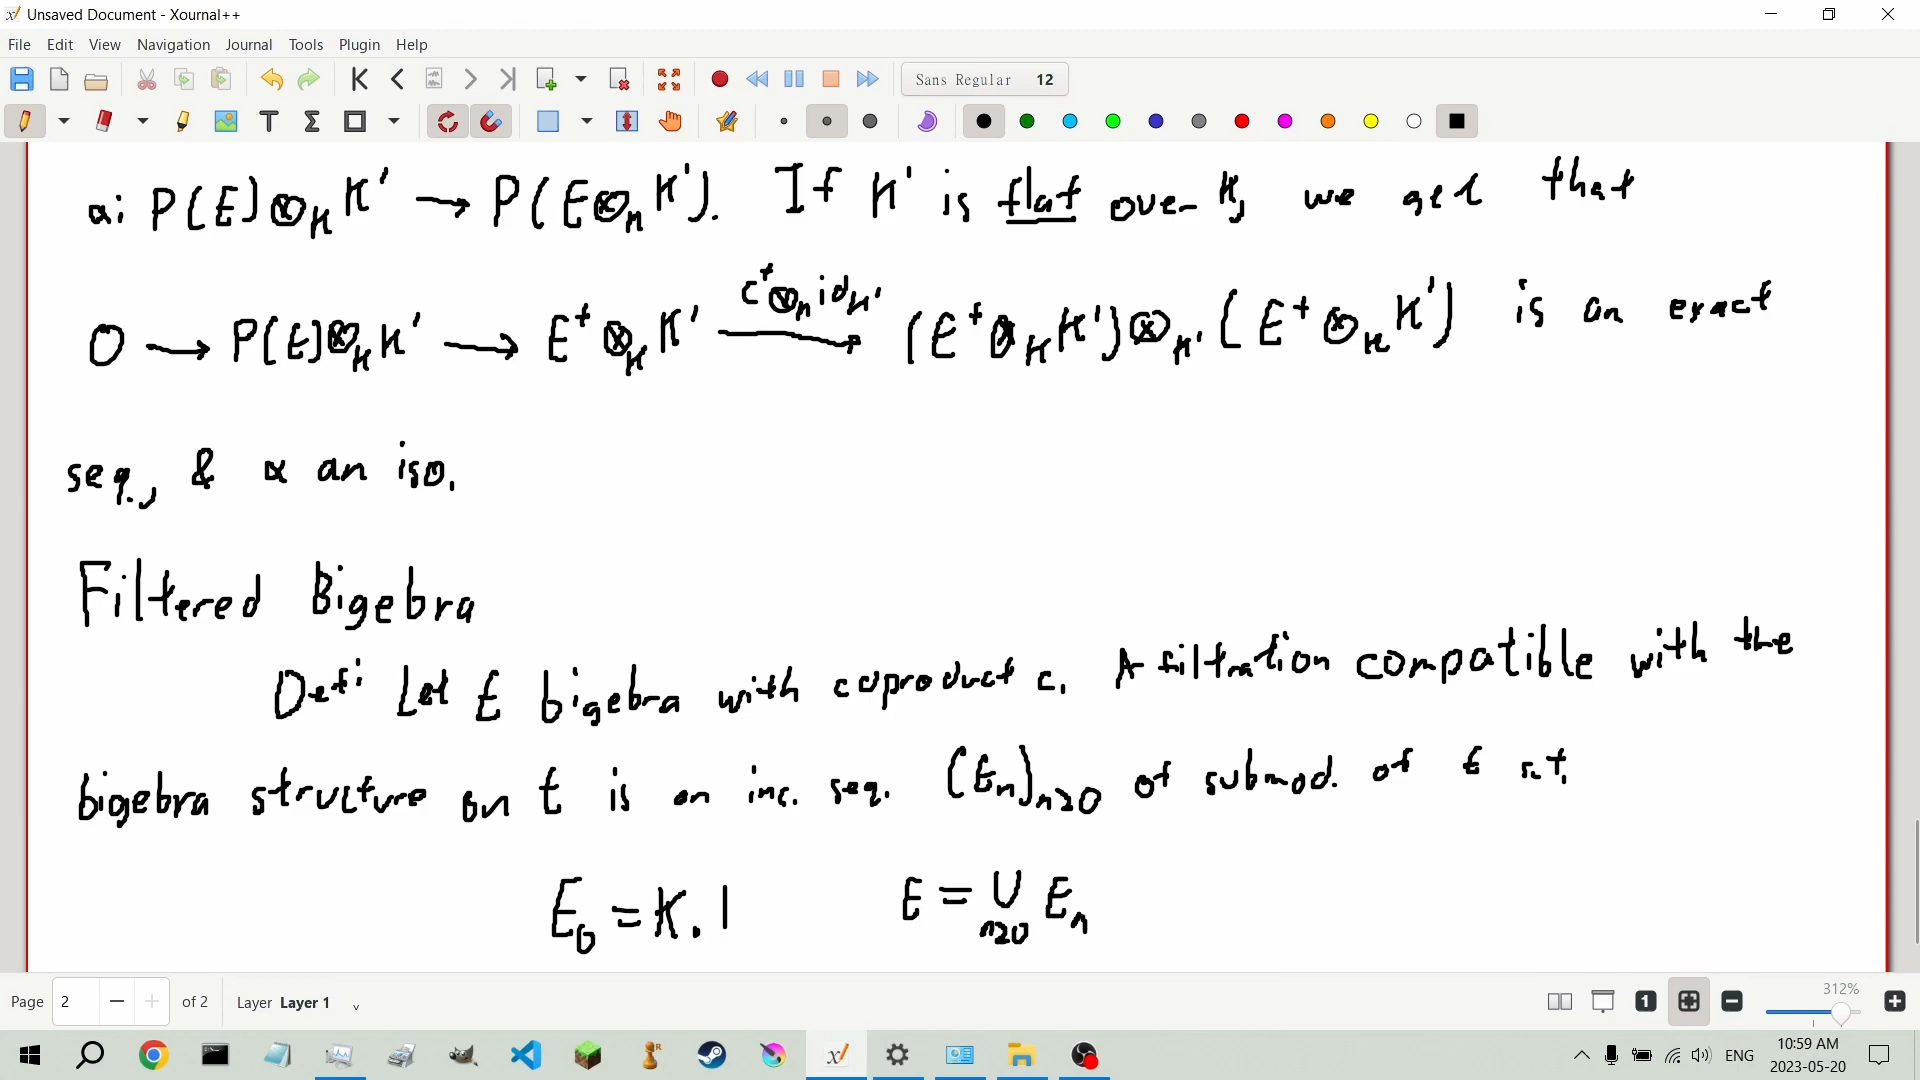 Unsaved Document - Xournal++
File Edit View Navigation Journal Tools Plugin Help
Sans Regular 12
α: P(E)⊗_K K' → P(E⊗_K K'). If K' is flat over K, we get that
0 → P(E)⊗_K K' → E⁺⊗_K K' —c⁺⊗_K id_K'→ (E⁺⊗_K K')⊗_K' (E⁺⊗_K K') is an exact
seq., & α an iso.
Filtered Bigebra
Def: Let E bigebra with coproduct c. A filtration compatible with the
bigebra structure on E is an inc. seq. (E_n)_n≥0 of submod. of E s.t.
E_0 = K.1 E = ∪_n≥0 E_n
Page 2 of 2 Layer Layer 1 1 312%
ENG 10:59 AM
2023-05-20